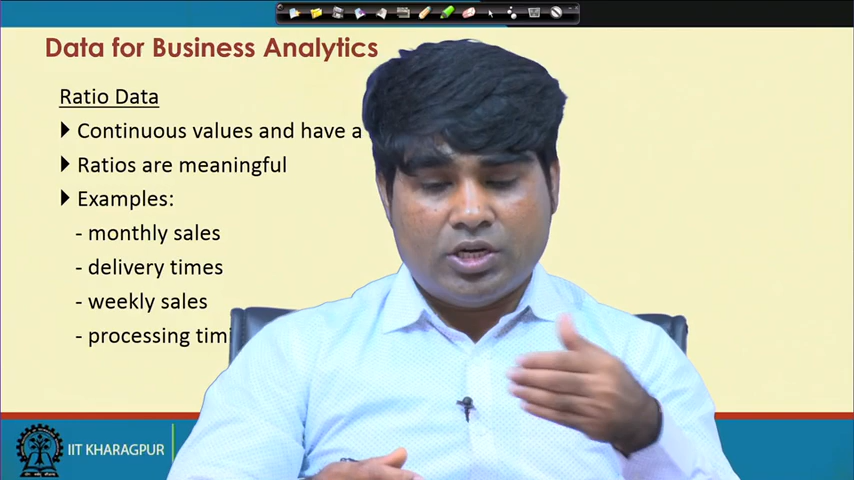 Data for Business Analytics
Ratio Data
Continuous values and have a
Ratios are meaningful
Examples:
- monthly sales
- delivery times
- weekly sales
- processing timi
IIT KHARAGPUR